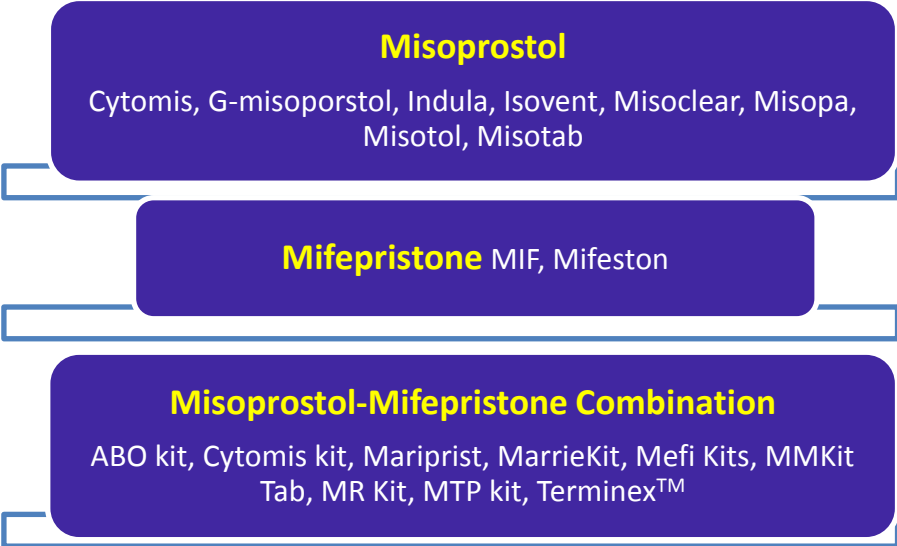 Misoprostol
Cytomis, G-misoporstol, Indula, Isovent, Misoclear, Misopa,
Misotol, Misotab
Mifepristone MIF, Mifeston
Misoprostol-Mifepristone Combination
ABO kit, Cytomis kit, Mariprist, MarrieKit, Mefi Kits, MMKit
Tab, MR Kit, MTP kit, Terminex™